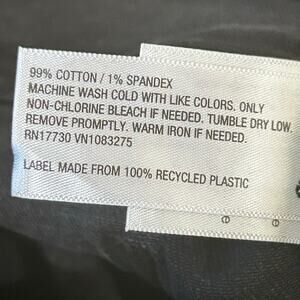 99% COTTON / 1% SPANDEX
MACHINE WASH COLD WITH LIKE COLORS. ONLY
NON-CHLORINE BLEACH IF NEEDED. TUMBLE DRY LOW.
REMOVE PROMPTLY. WARM IRON IF NEEDED.
RN17730 VN1083275
LABEL MADE FROM 100% RECYCLED PLASTIC